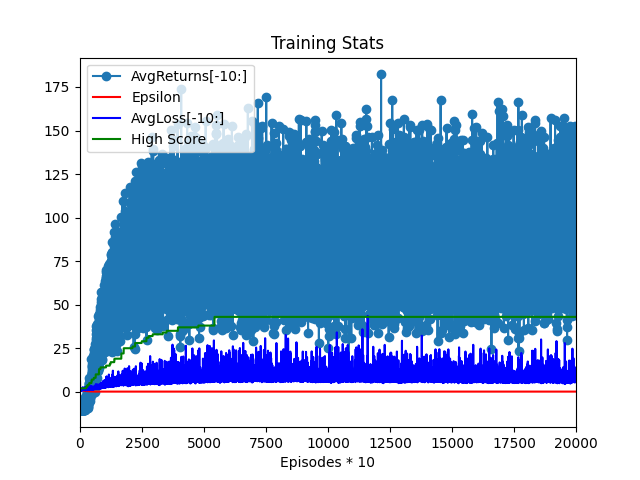 Training Stats
AvgReturns[-10:]
Epsilon
AvgLoss[-10:]
High Score
175
150
125
100
75
50
25
0
0 2500 5000 7500 10000 12500 15000 17500 20000
Episodes * 10